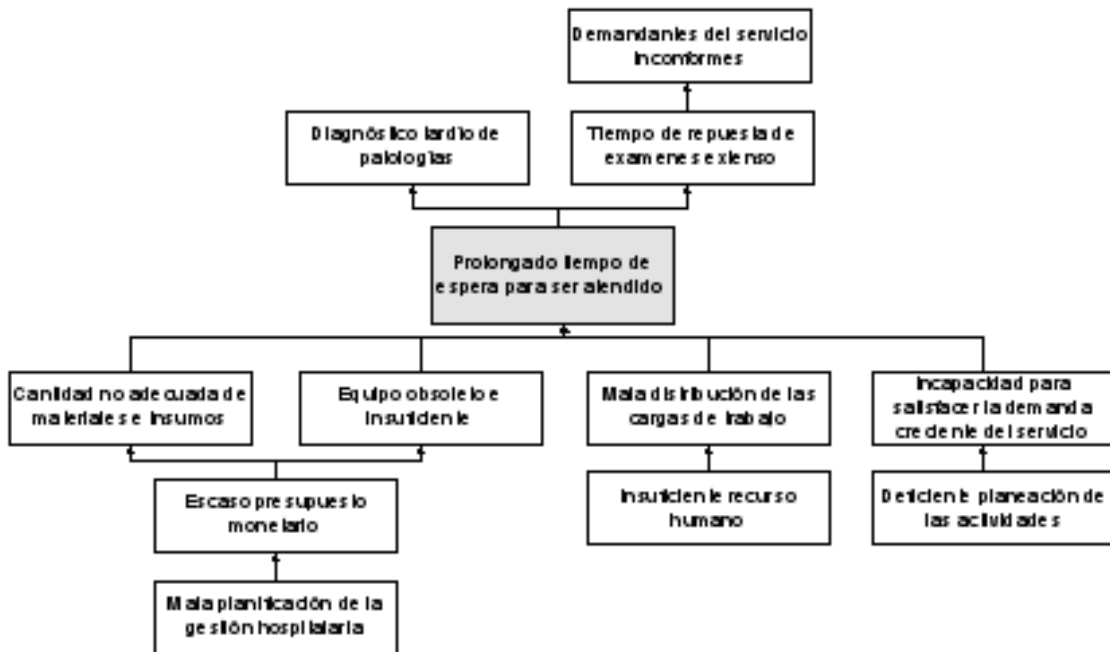 Demandantes del servicio
inconformes
Diagnóstico tardío de
patologías
Tiempo de repuesta de
examenes extenso
Prolongado tiempo de
espera para ser atendido
Cantidad no adecuada de
materiales e insumos
Equipo obsoleto e
insuficiente
Mala distribución de las
cargas de trabajo
Incapacidad para
satisfacer la demanda
creciente del servicio
Escaso presupuesto
monetario
Insuficiente recurso
humano
Deficiente planeación de
las actividades
Mala planificación de la
gestión hospitalaria